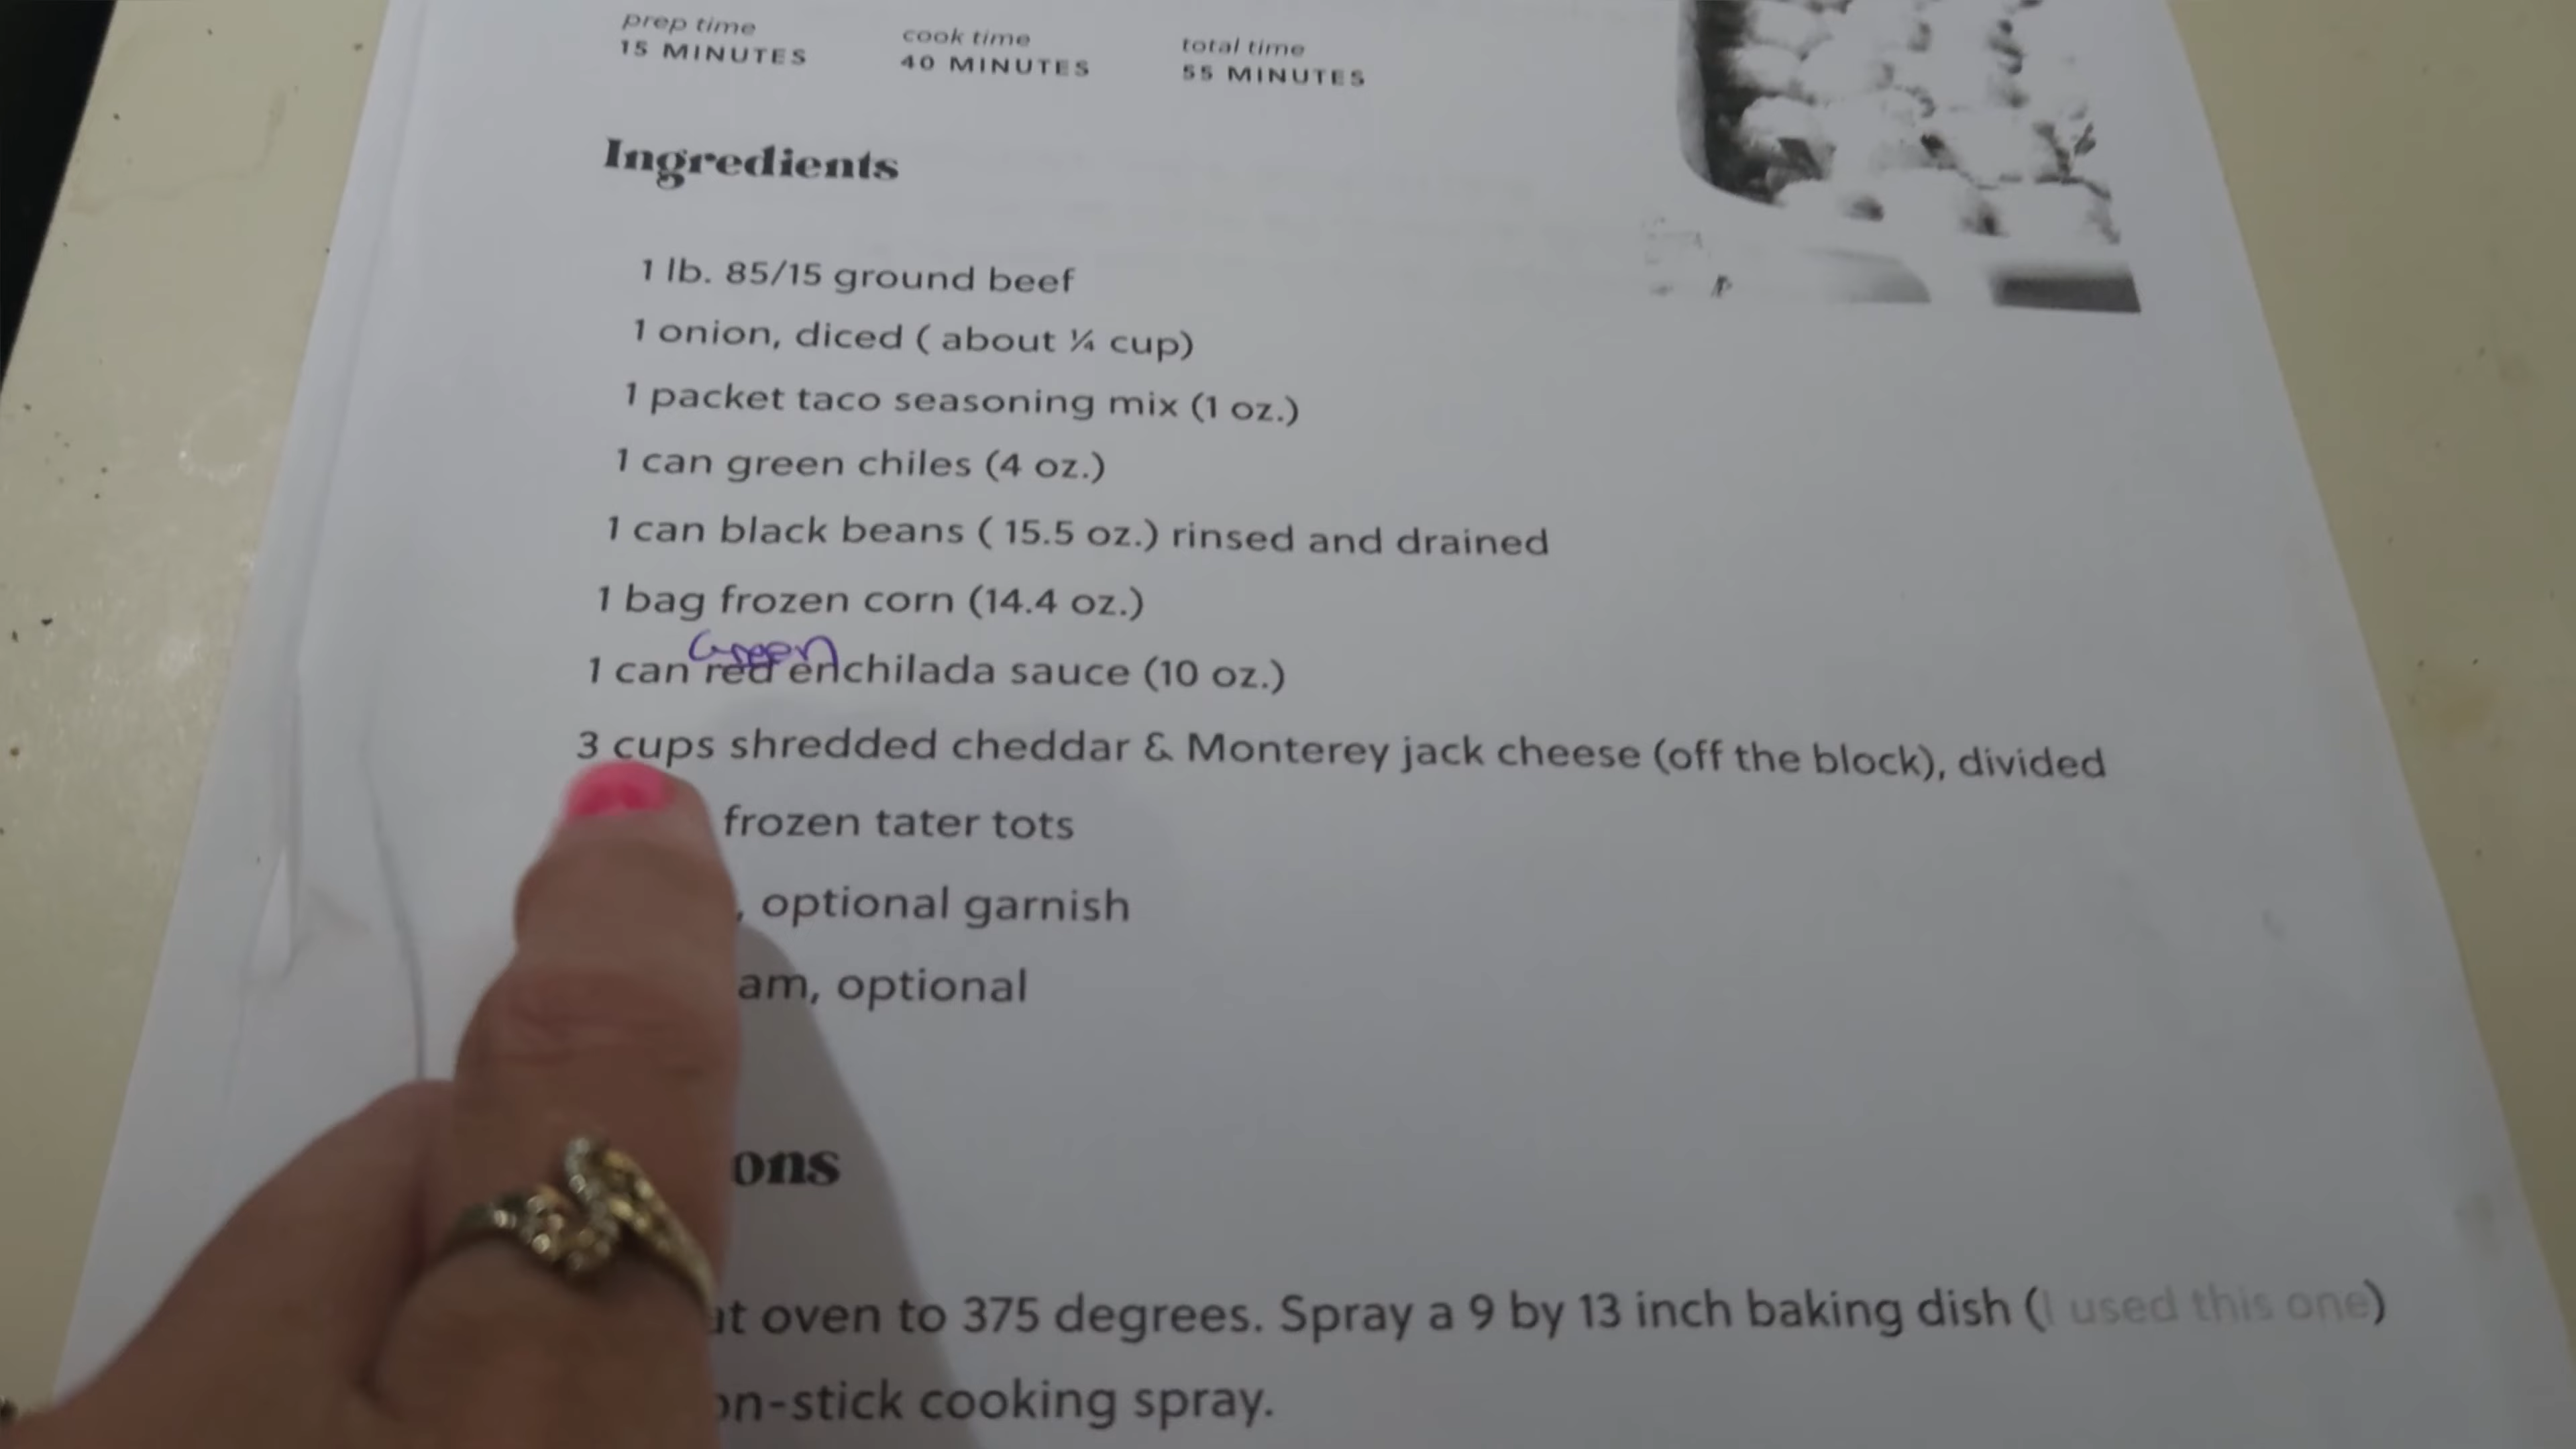 prep time
15 MINUTES
cook time
40 MINUTES
total time
55 MINUTES
Ingredients
1 lb. 85/15 ground beef
1 onion, diced ( about ¼ cup)
1 packet taco seasoning mix (1 oz.)
1 can green chiles (4 oz.)
1 can black beans ( 15.5 oz.) rinsed and drained
1 bag frozen corn (14.4 oz.)
Green
1 can red enchilada sauce (10 oz.)
3 cups shredded cheddar & Monterey jack cheese (off the block), divided
frozen tater tots
, optional garnish
optional
oven to 375 degrees. Spray a 9 by 13 inch baking dish (I used this one)
cooking spray.